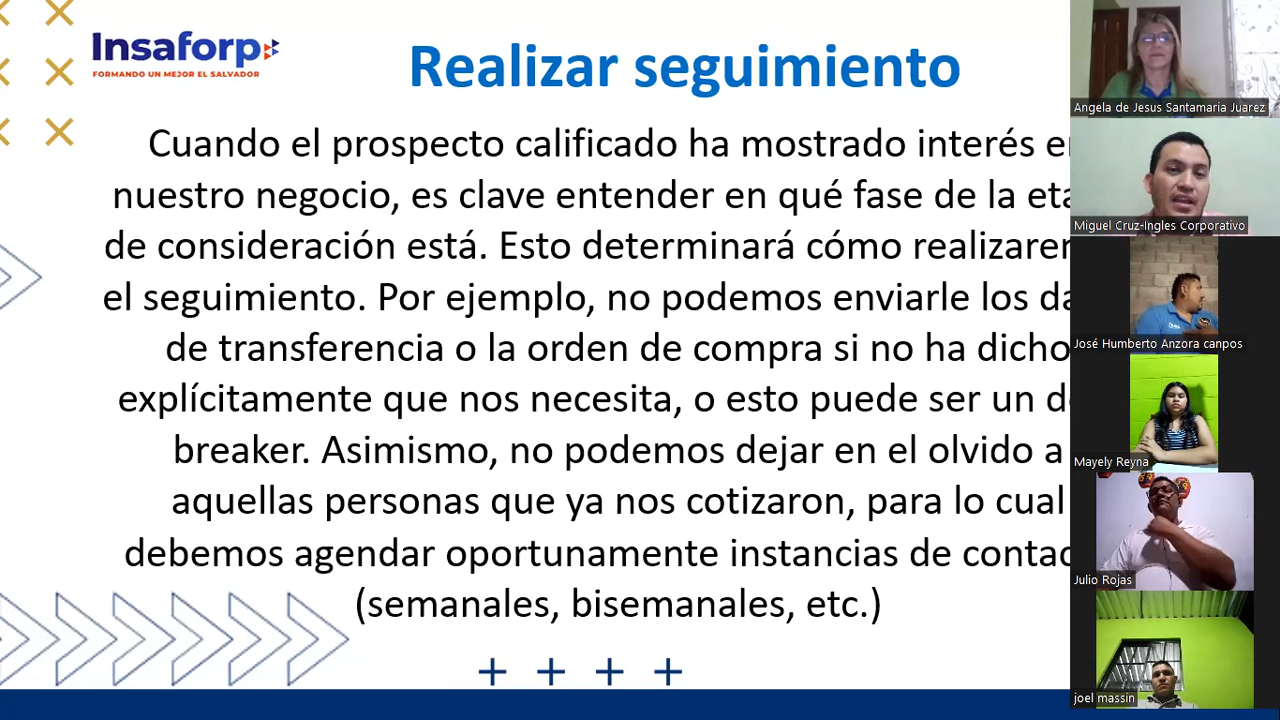 Insaforp
FORMANDO UN MEJOR EL SALVADOR
Realizar seguimiento
Cuando el prospecto calificado ha mostrado interés
nuestro negocio, es clave entender en qué fase de la
de consideración está. Esto determinará cómo
el seguimiento. Por ejemplo, no podemos enviarle los
de transferencia o la orden de compra si no ha dicho
explícitamente que nos necesita, o esto puede ser un
breaker. Asimismo, no podemos dejar en el olvido a
aquellas personas que ya nos cotizaron, para lo cual
debemos agendar oportunamente instancias de
(semanales, bisemanales, etc.)
Angela de Jesus Santamaria Juarez
Miguel Cruz-Ingles Corporativo
José Humberto Anzora canpos
Mayely Reyna
Julio Rojas
joel massin